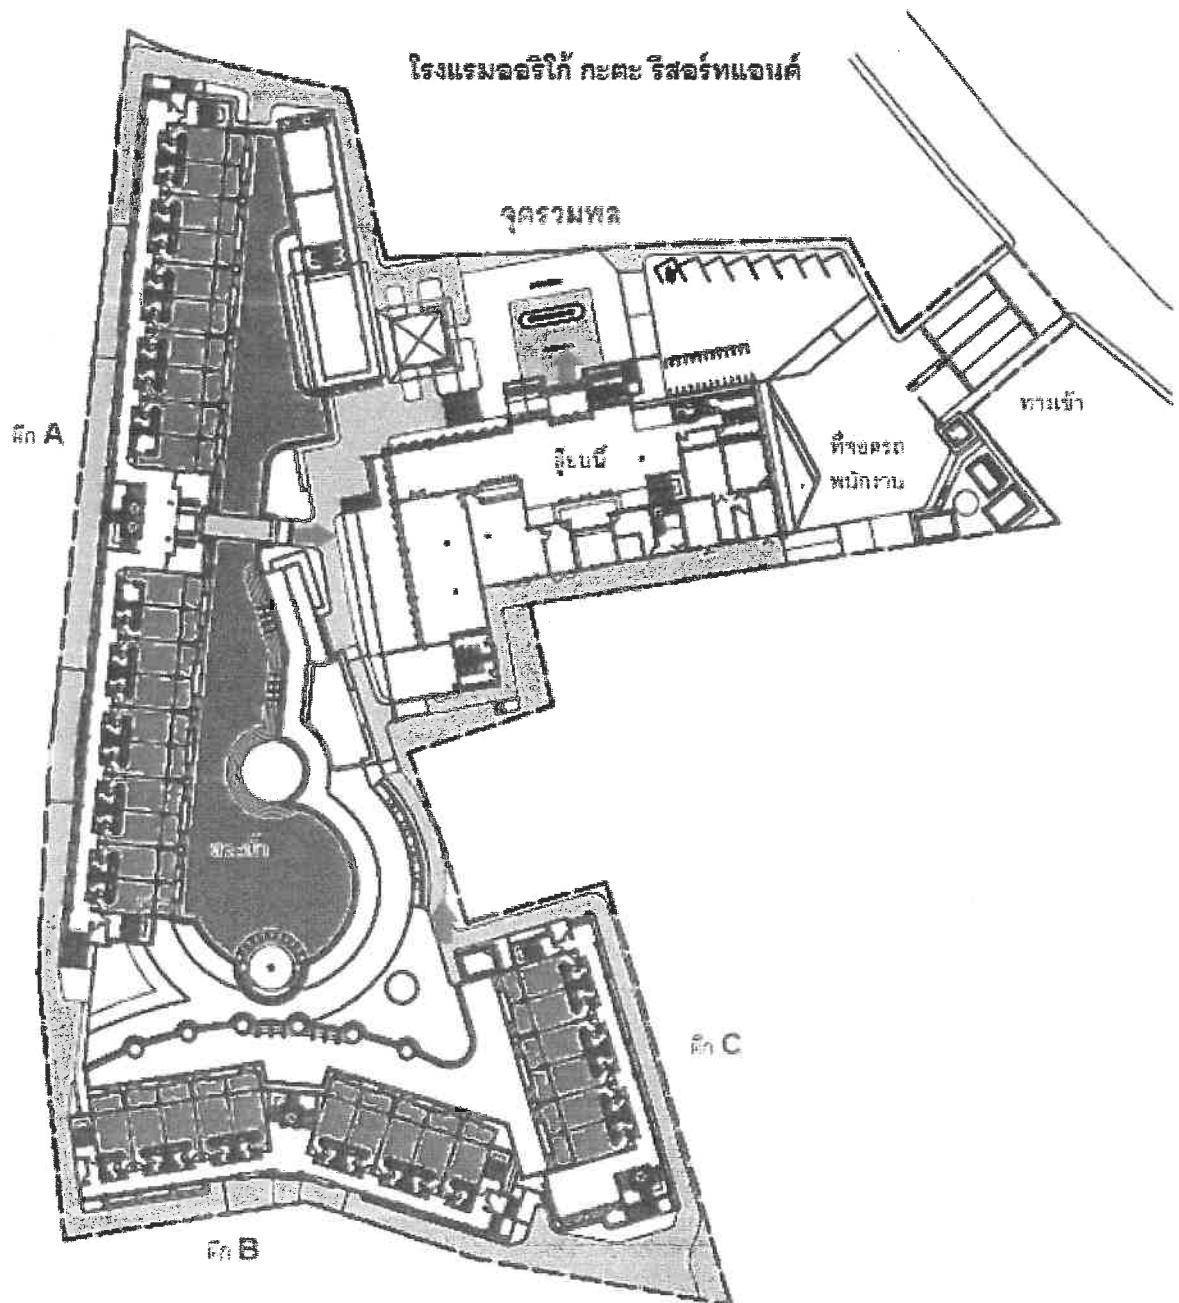 โรงแรมออริโก้ กะตะ รีสอร์ทแอนด์
จุดรวมพล
ทางเข้า
ตึก A
ล๊อบบี้
ที่จอดรถ
พนักงาน
สระน้ำ
ตึก C
ตึก B